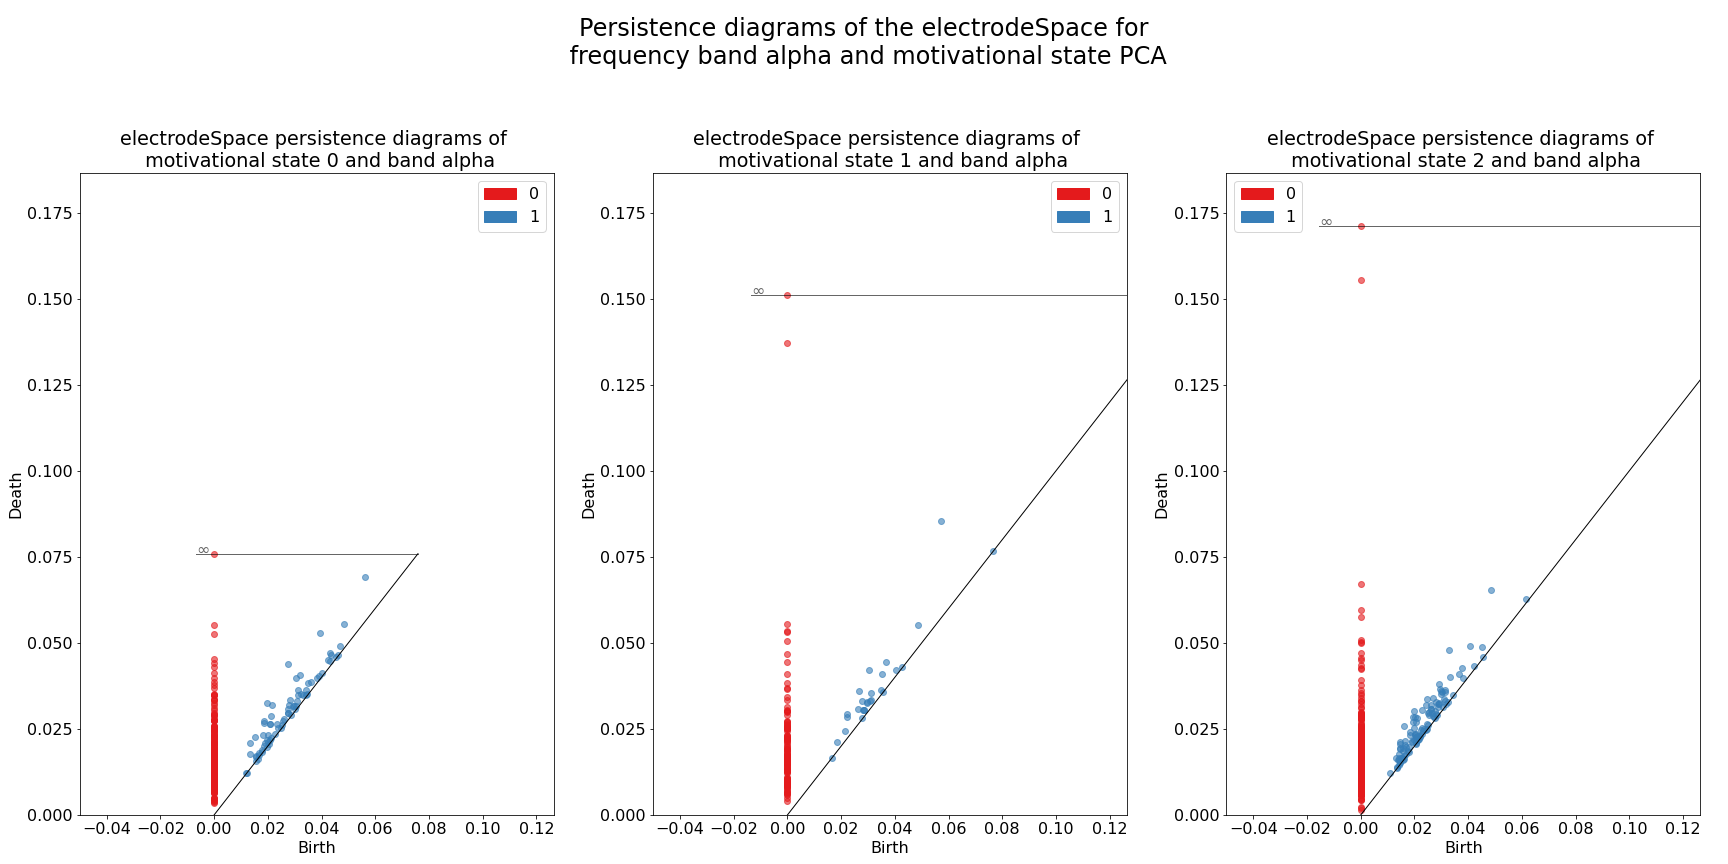 Persistence diagrams of the electrodeSpace for
frequency band alpha and motivational state PCA
electrodeSpace persistence diagrams of
motivational state 0 and band alpha
0
1
∞
0.175
0.150
0.125
0.100
0.075
0.050
0.025
0.000
Death
−0.04 −0.02 0.00 0.02 0.04 0.06 0.08 0.10 0.12
Birth
electrodeSpace persistence diagrams of
motivational state 1 and band alpha
0
1
∞
0.175
0.150
0.125
0.100
0.075
0.050
0.025
0.000
Death
−0.04 −0.02 0.00 0.02 0.04 0.06 0.08 0.10 0.12
Birth
electrodeSpace persistence diagrams of
motivational state 2 and band alpha
0
1
∞
0.175
0.150
0.125
0.100
0.075
0.050
0.025
0.000
Death
−0.04 −0.02 0.00 0.02 0.04 0.06 0.08 0.10 0.12
Birth